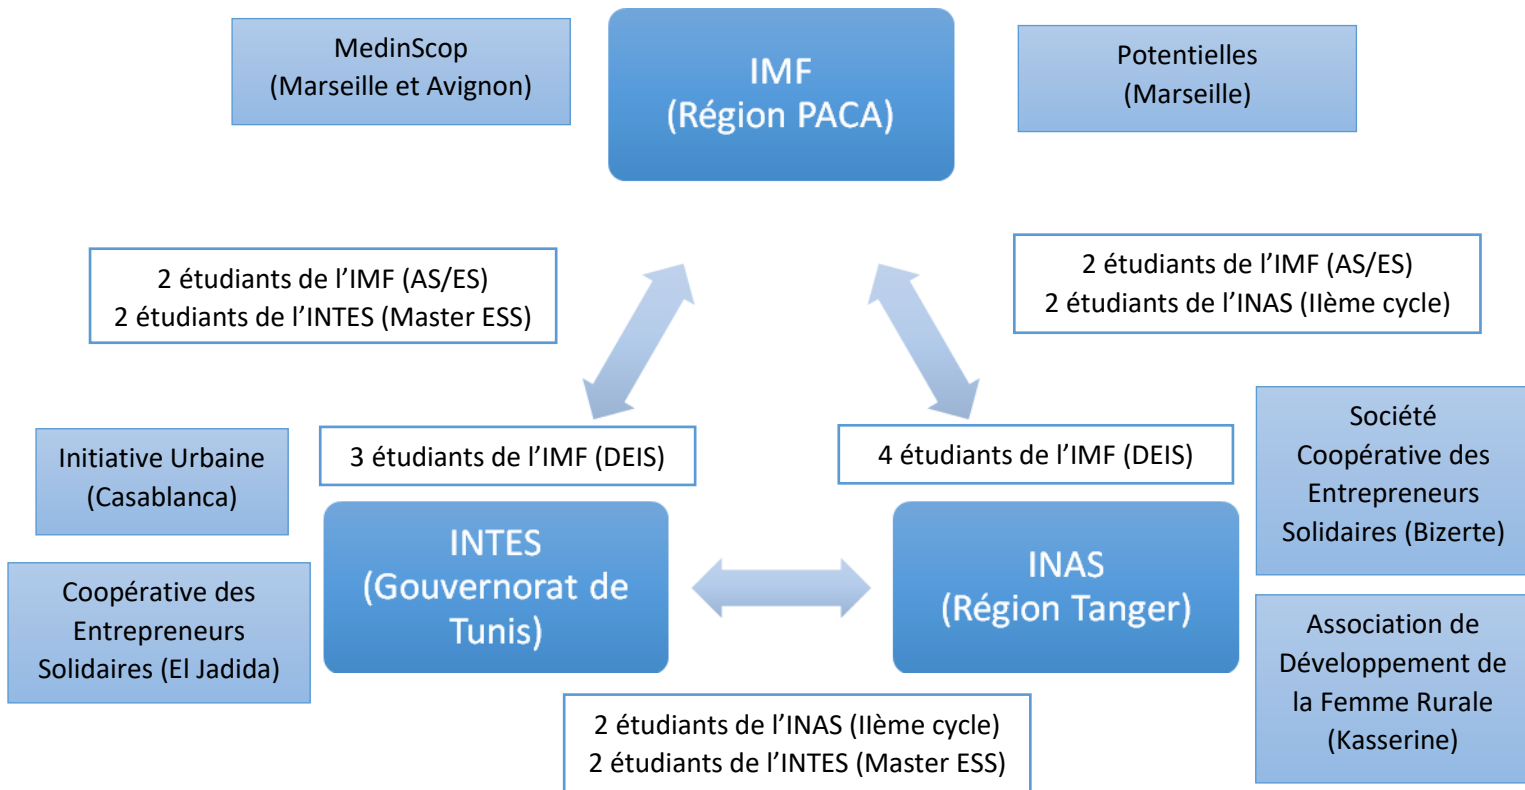 MedinScop
(Marseille et Avignon)
IMF
(Région PACA)
Potentielles
(Marseille)
2 étudiants de l’IMF (AS/ES)
2 étudiants de l’INTES (Master ESS)
2 étudiants de l’IMF (AS/ES)
2 étudiants de l’INAS (IIème cycle)
Initiative Urbaine
(Casablanca)
3 étudiants de l’IMF (DEIS)
4 étudiants de l’IMF (DEIS)
Société
Coopérative des
Entrepreneurs
Solidaires (Bizerte)
Coopérative des
Entrepreneurs
Solidaires (El Jadida)
INTES
(Gouvernorat de
Tunis)
INAS
(Région Tanger)
Association de
Développement de
la Femme Rurale
(Kasserine)
2 étudiants de l’INAS (IIème cycle)
2 étudiants de l’INTES (Master ESS)